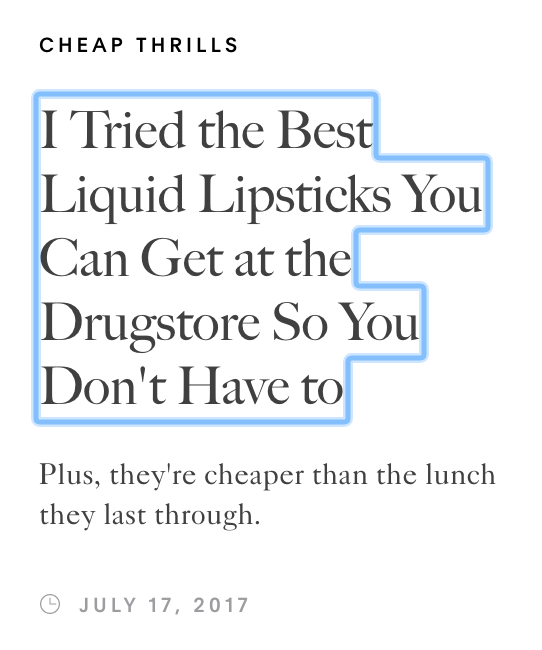 CHEAP THRILLS
I Tried the Best
Liquid Lipsticks You
Can Get at the
Drugstore So You
Don't Have to
Plus, they're cheaper than the lunch
they last through.
JULY 17, 2017